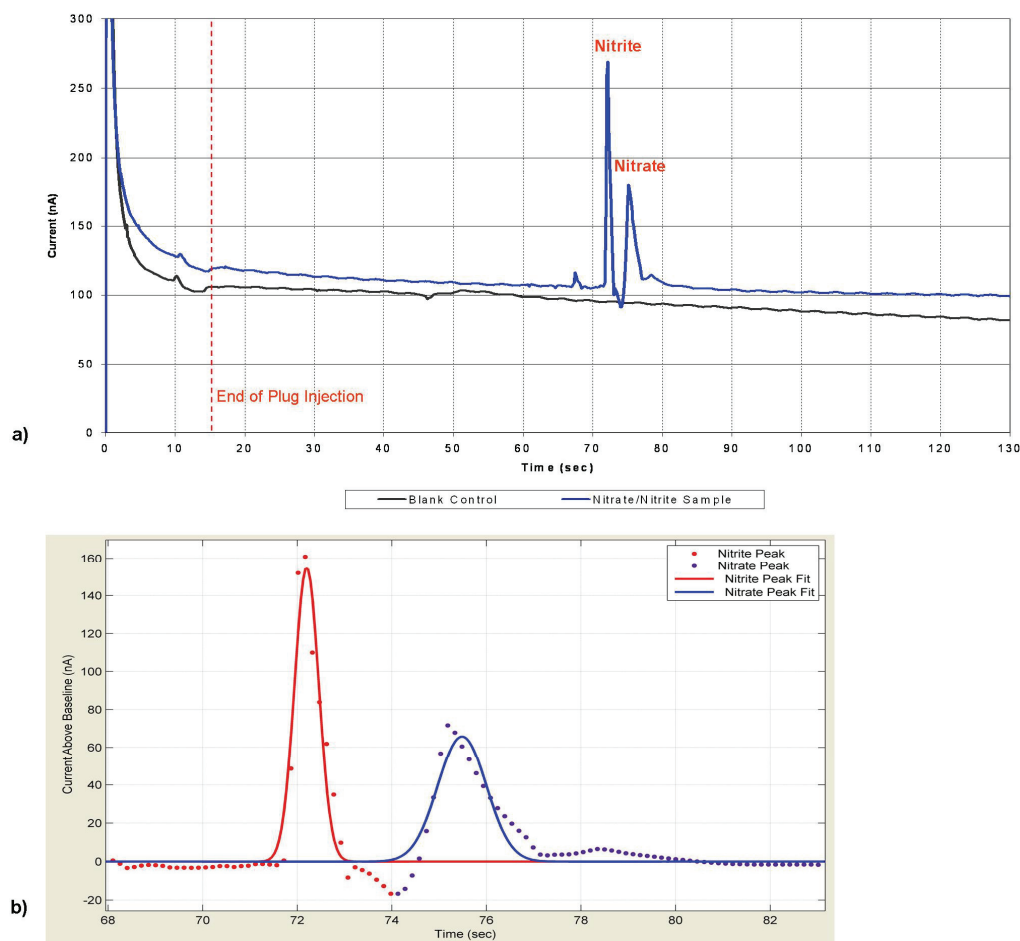 300
250
200
150
100
50
0
Current (nA)
Nitrite
Nitrate
End of Plug Injection
a)
0 10 20 30 40 50 60 70 80 90 100 110 120 130
Time (sec)
Blank Control Nitrate/Nitrite Sample
160
140
120
100
80
60
40
20
0
-20
Current Above Baseline (nA)
Nitrite Peak
Nitrate Peak
Nitrite Peak Fit
Nitrate Peak Fit
b)
68 70 72 74 76 78 80 82
Time (sec)